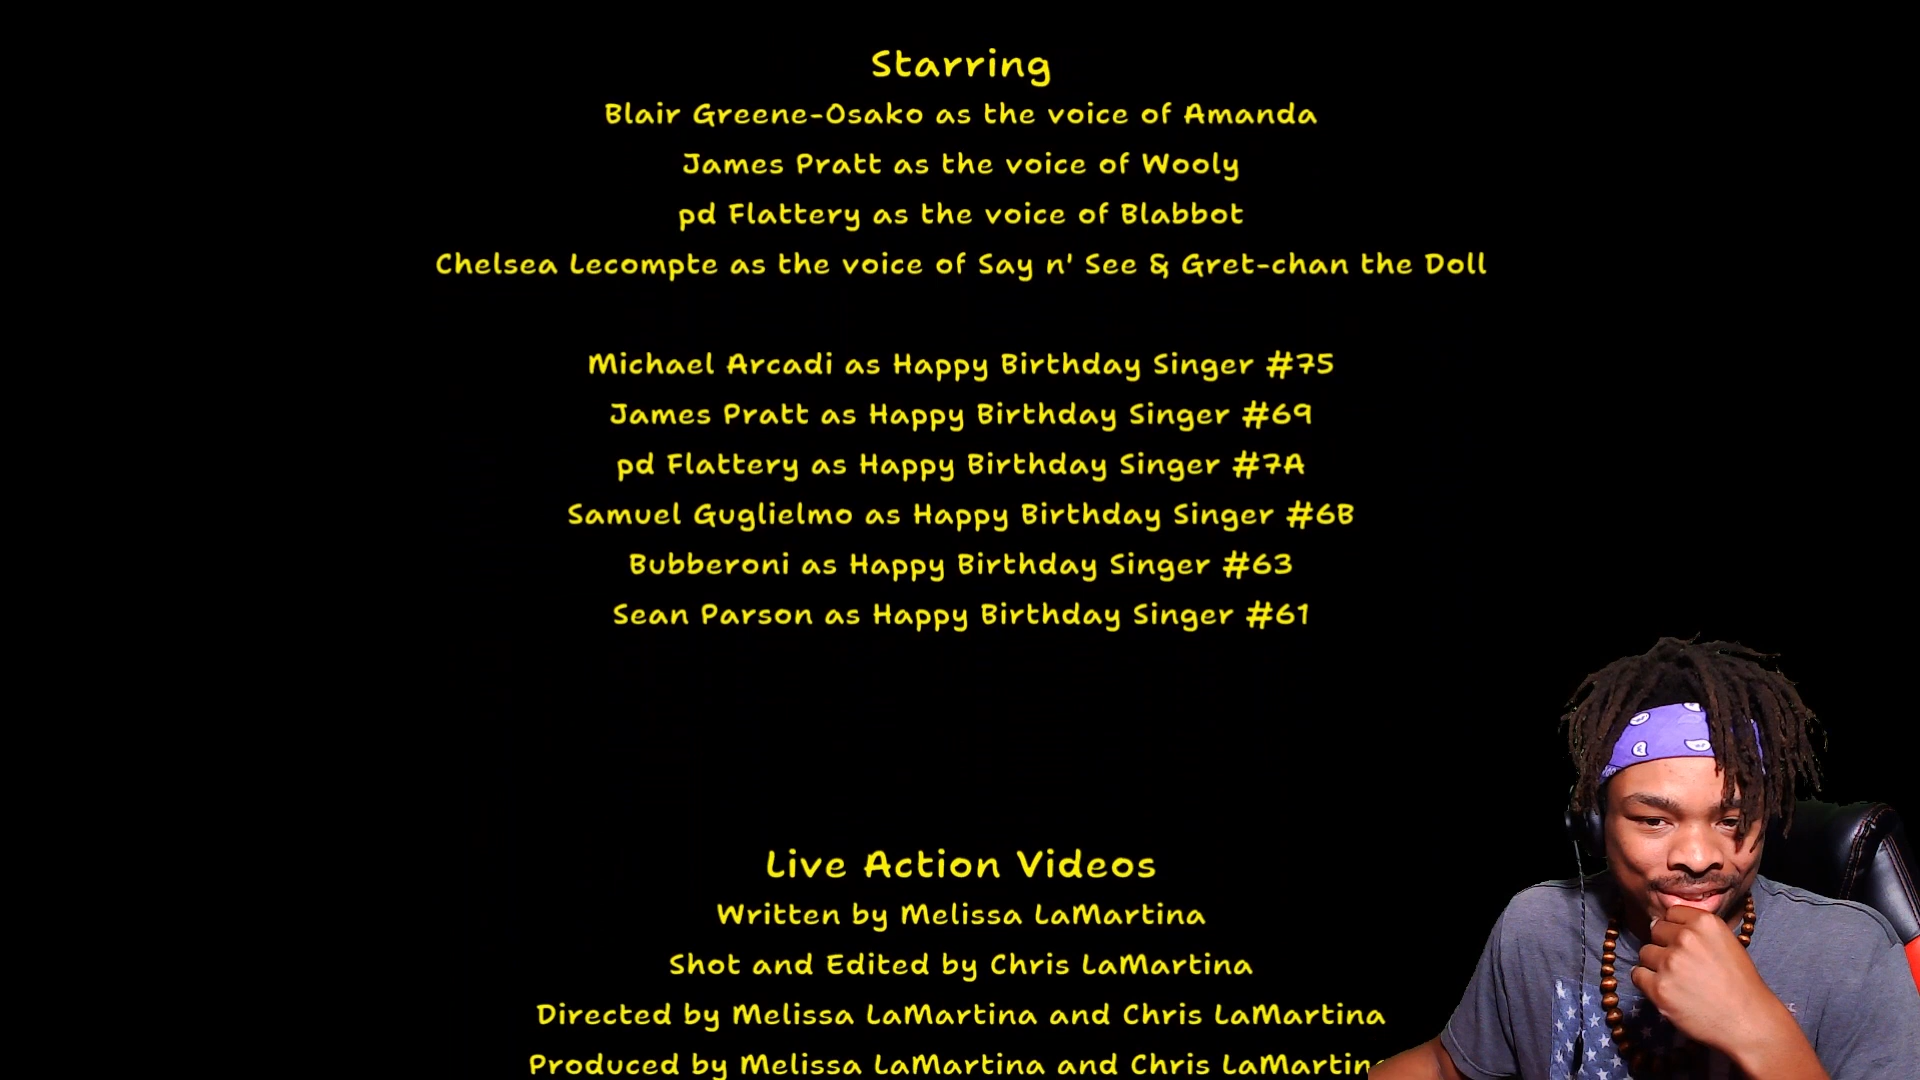 Starring
Blair Greene-Osako as the voice of Amanda
James Pratt as the voice of Wooly
pd Flattery as the voice of Blabbot
Chelsea Lecompte as the voice of Say n' See & Gret-chan the Doll
Michael Arcadi as Happy Birthday Singer #75
James Pratt as Happy Birthday Singer #69
pd Flattery as Happy Birthday Singer #7A
Samuel Guglielmo as Happy Birthday Singer #6B
Bubberoni as Happy Birthday Singer #63
Sean Parson as Happy Birthday Singer #61
Live Action Videos
Written by Melissa LaMartina
Shot and Edited by Chris LaMartina
Directed by Melissa LaMartina and Chris LaMartina
Produced by Melissa LaMartina and Chris